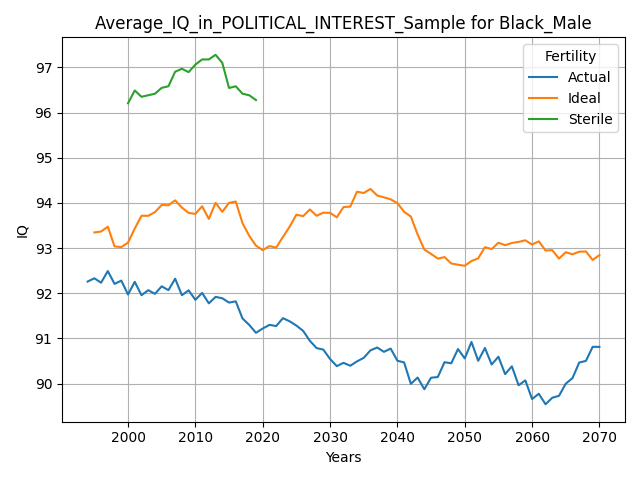 Average_IQ_in_POLITICAL_INTEREST_Sample for Black_Male
Fertility
Actual
Ideal
Sterile
IQ
97
96
95
94
93
92
91
90
2000
2010
2020
2030
2040
2050
2060
2070
Years